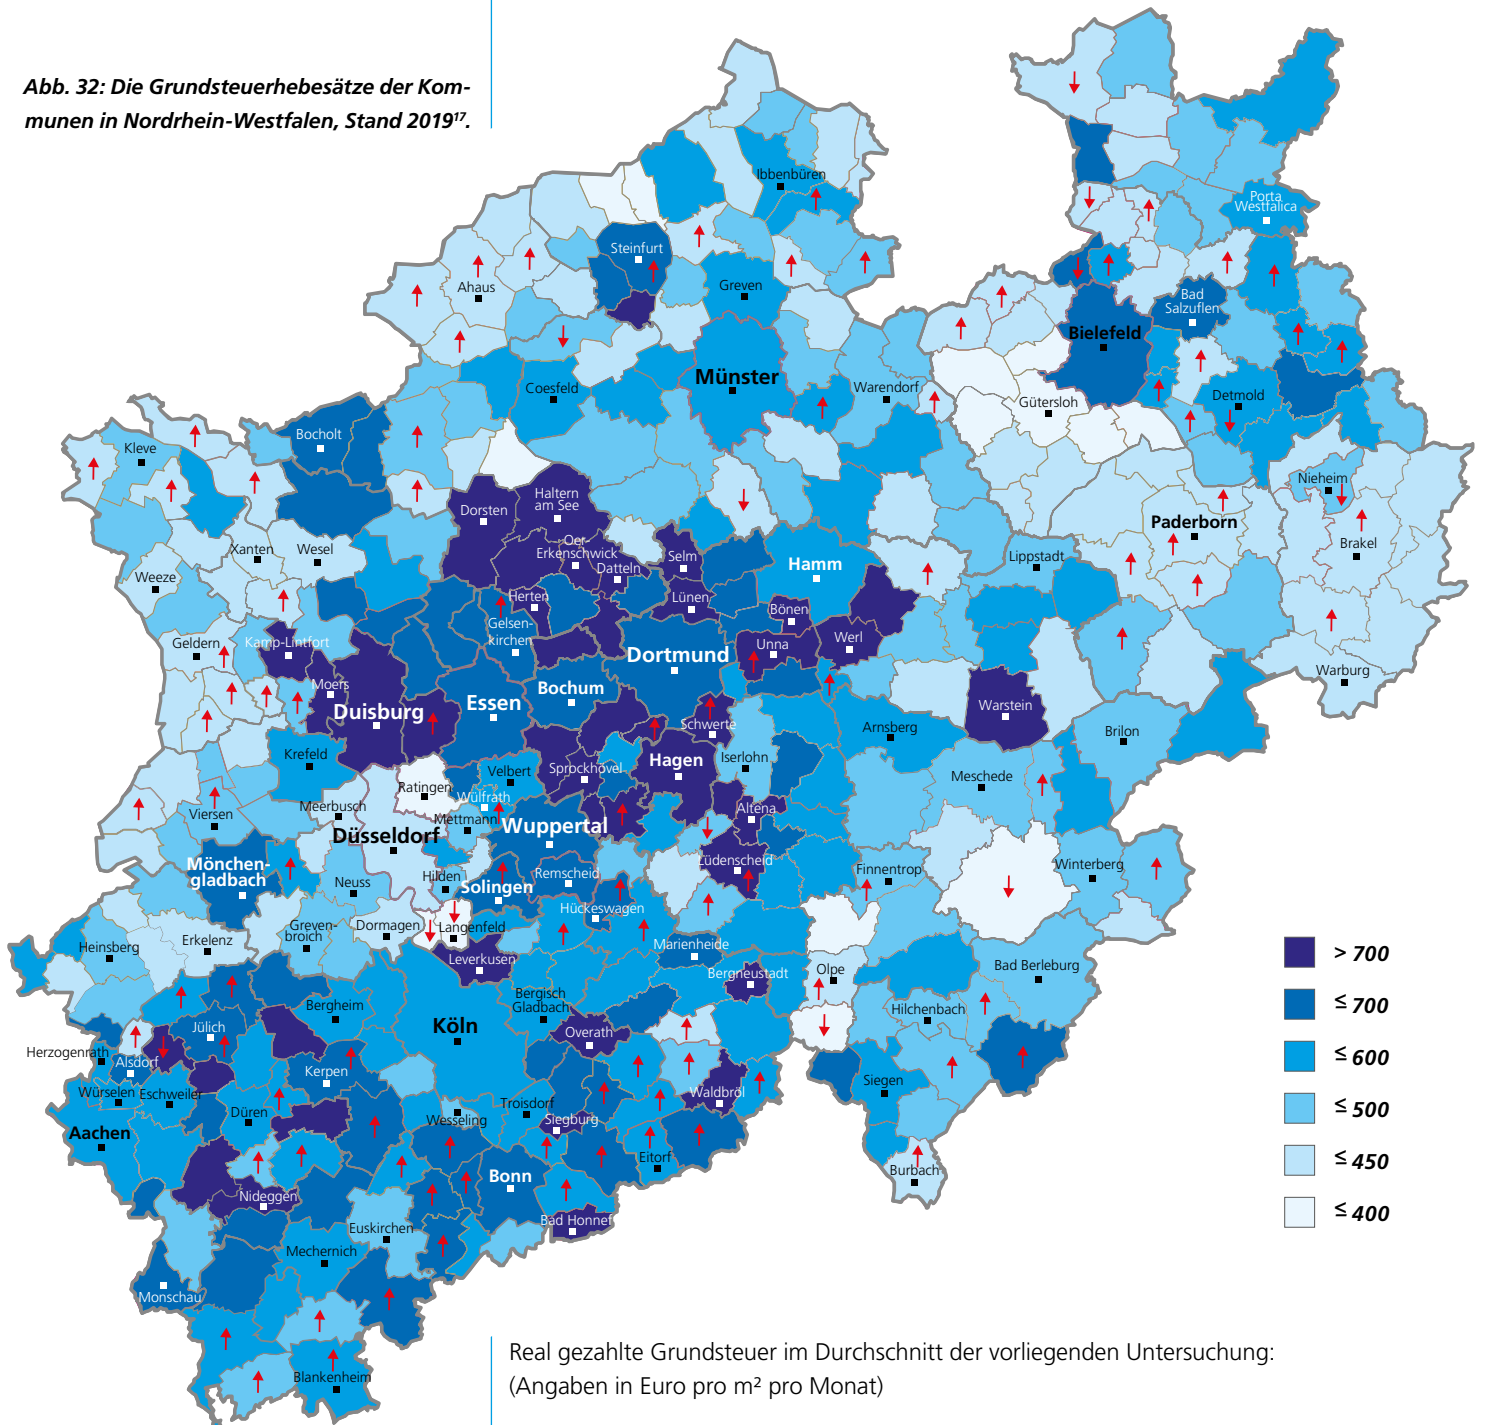 Abb. 32: Die Grundsteuerhebesätze der Kom-
munen in Nordrhein-Westfalen, Stand 2019¹⁷.
Ibbenbüren
Porta
Westfalica
Steinfurt
Ahaus
Greven
Bad
Salzuflen
Bielefeld
Münster
Coesfeld
Warendorf
Gütersloh
Detmold
Bocholt
Kleve
Nieheim
Haltern
am See
Dorsten
Paderborn
Oer-
Erkenschwick
Datteln
Selm
Xanten
Wesel
Brakel
Lippstadt
Hamm
Weeze
Herten
Lünen
Bönen
Gelsen-
kirchen
Geldern
Kamp-Lintfort
Unna
Werl
Dortmund
Warburg
Moers
Bochum
Essen
Duisburg
Schwerte
Warstein
Arnsberg
Brilon
Krefeld
Hagen
Iserlohn
Velbert
Sprockhövel
Meschede
Ratingen
Wülfrath
Meerbusch
Viersen
Altena
Mettmann
Wuppertal
Düsseldorf
Mönchen-
gladbach
Lüdenscheid
Finnentrop
Winterberg
Neuss
Hilden
Remscheid
Solingen
Hückeswagen
Greven-
broich
Dormagen
Langenfeld
Heinsberg
Erkelenz
Marienheide
Leverkusen
Bergneustadt
Olpe
Bad Berleburg
Bergheim
Bergisch
Gladbach
Hilchenbach
Jülich
Köln
Overath
Herzogenrath
Alsdorf
Kerpen
Siegen
Würselen
Eschweiler
Waldbröl
Düren
Wesseling
Troisdorf
Siegburg
Aachen
Eitorf
Bonn
Burbach
Nideggen
Euskirchen
Bad Honnef
Mechernich
Monschau
Blankenheim
> 700
≤ 700
≤ 600
≤ 500
≤ 450
≤ 400
Real gezahlte Grundsteuer im Durchschnitt der vorliegenden Untersuchung:
(Angaben in Euro pro m² pro Monat)